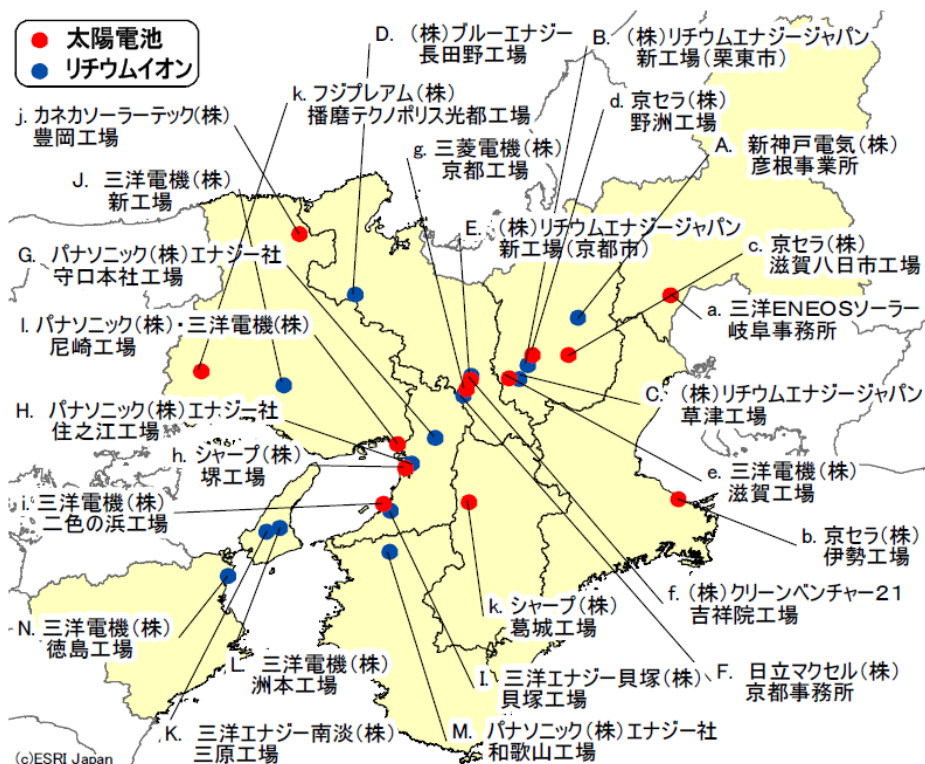 太陽電池
リチウムイオン
D. (株)ブルーエナジー
長田野工場
B. (株)リチウムエナジージャパン
新工場(栗東市)
j. カネカソーラーテック(株)
豊岡工場
k. フジプレアム(株)
播磨テクノポリス光都工場
d. 京セラ(株)
野洲工場
g. 三菱電機(株)
京都工場
A. 新神戸電気(株)
彦根事業所
J. 三洋電機(株)
新工場
E. (株)リチウムエナジージャパン
新工場(京都市)
c. 京セラ(株)
滋賀八日市工場
G. パナソニック(株)エナジー社
守口本社工場
a. 三洋ENEOSソーラー
岐阜事務所
l. パナソニック(株)・三洋電機(株)
尼崎工場
C. (株)リチウムエナジージャパン
草津工場
H. パナソニック(株)エナジー社
住之江工場
h. シャープ(株)
堺工場
e. 三洋電機(株)
滋賀工場
i. 三洋電機(株)
二色の浜工場
b. 京セラ(株)
伊勢工場
f. (株)クリーンベンチャー21
吉祥院工場
k. シャープ(株)
葛城工場
N. 三洋電機(株)
徳島工場
L. 三洋電機(株)
洲本工場
I. 三洋エナジー貝塚(株)
貝塚工場
F. 日立マクセル(株)
京都事務所
K. 三洋エナジー南淡(株)
三原工場
M. パナソニック(株)エナジー社
和歌山工場
(c)ESRI Japan